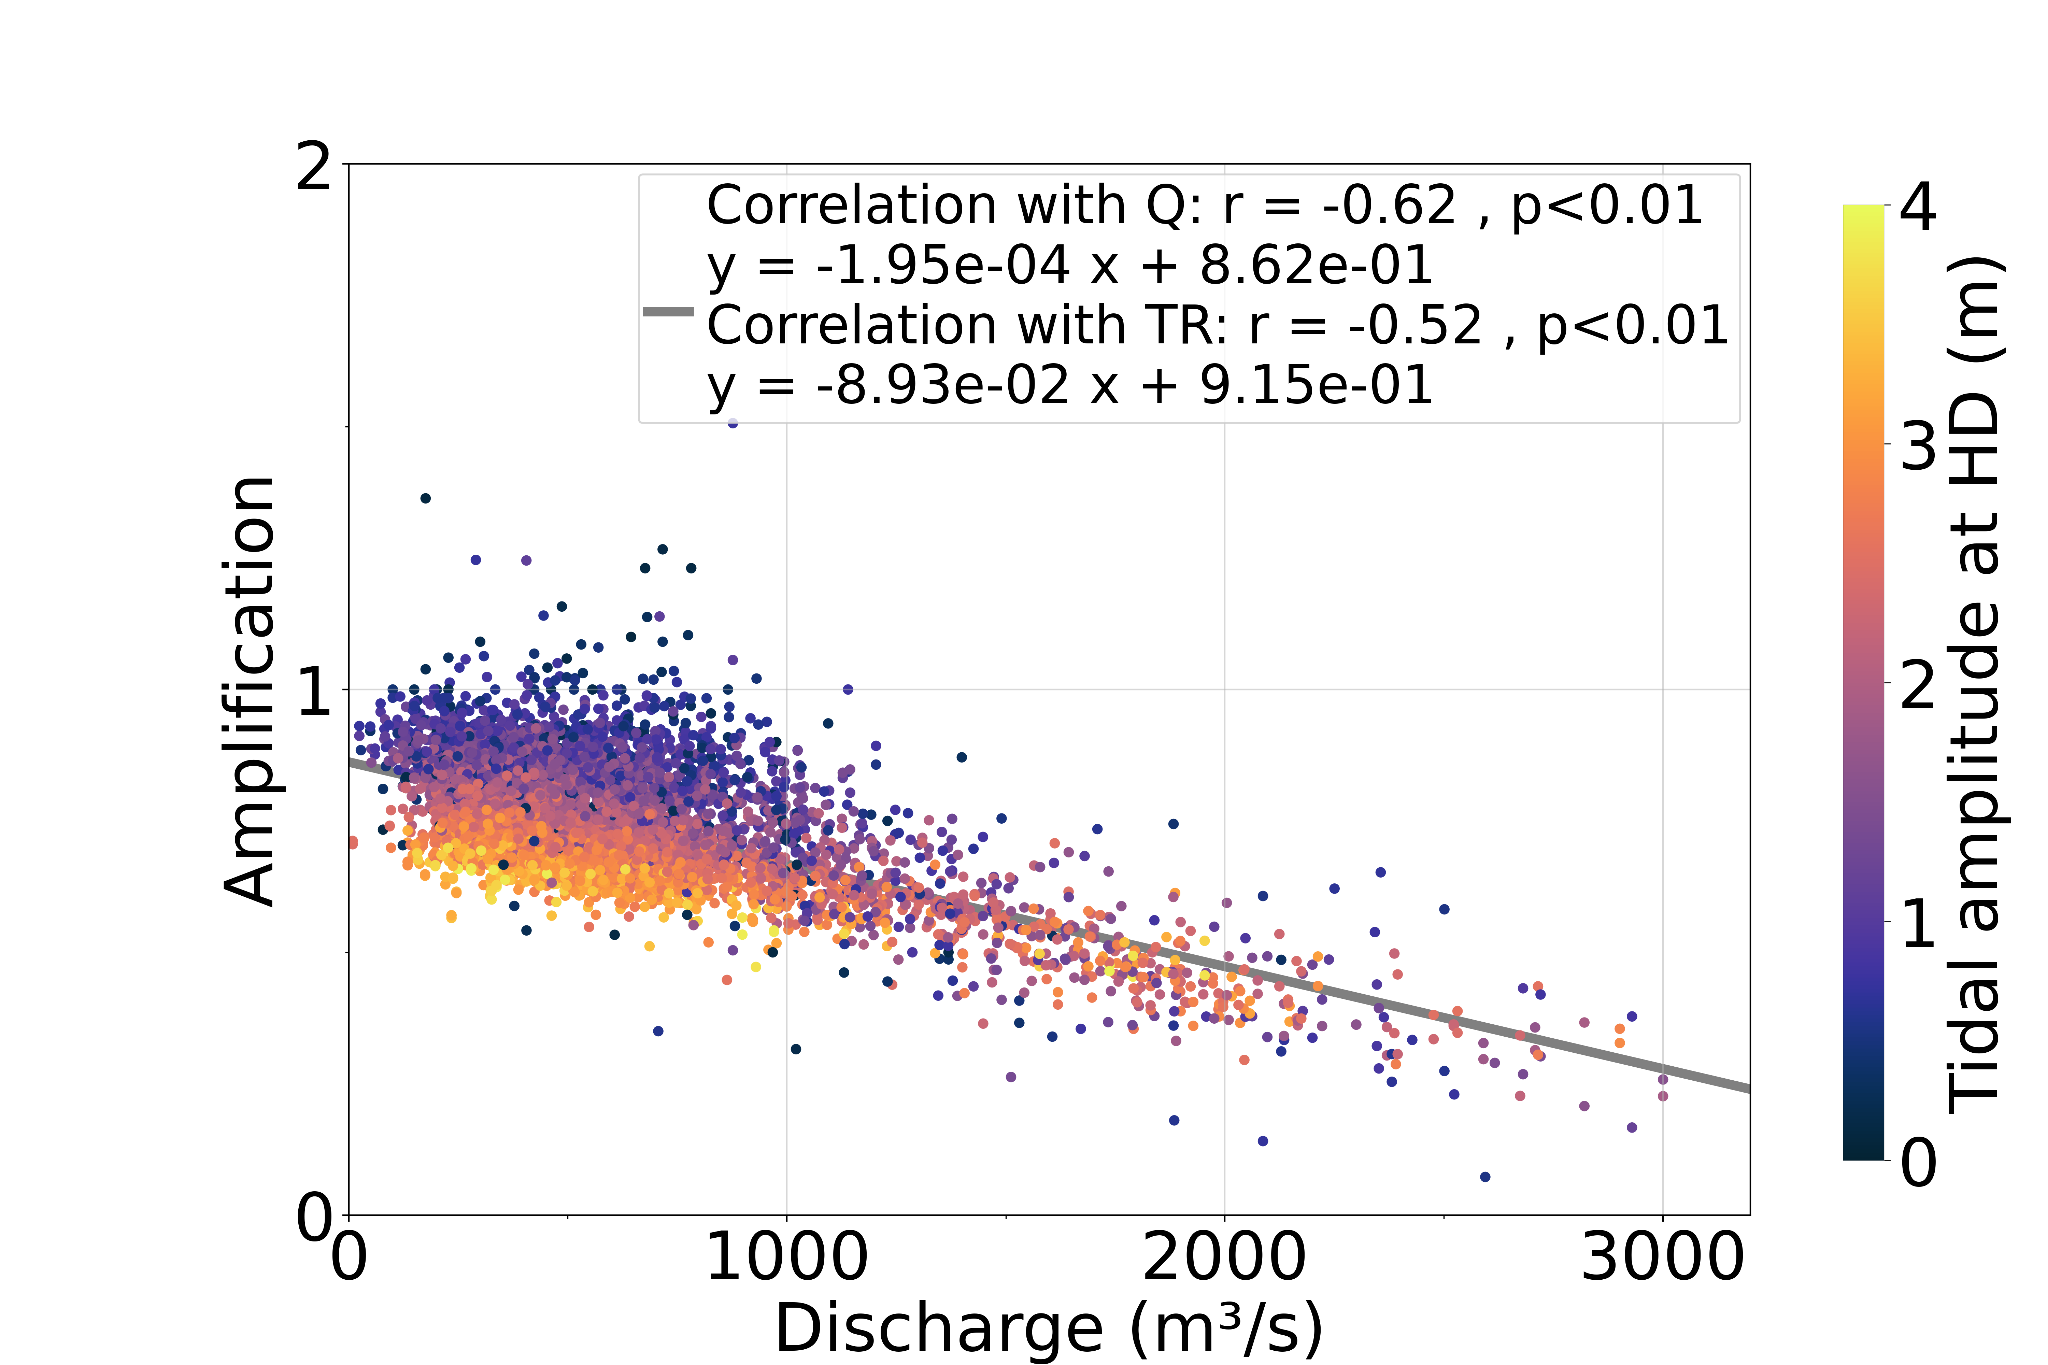 2
Correlation with Q: r = -0.62 , p<0.01
y = -1.95e-04 x + 8.62e-01
Correlation with TR: r = -0.52 , p<0.01
y = -8.93e-02 x + 9.15e-01
1
0
Amplification
0 1000 2000 3000
Discharge (m³/s)
4
3
2
1
0
Tidal amplitude at HD (m)